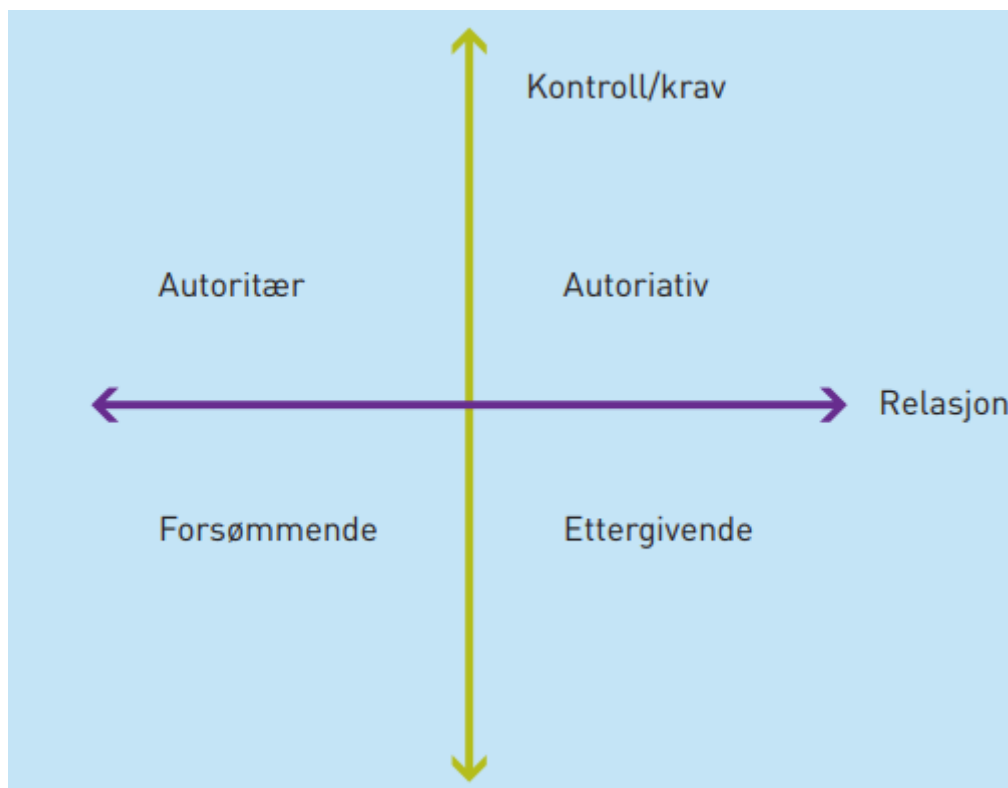 Kontroll/krav
Autoritær
Autoriativ
Relasjon
Forsømmende
Ettergivende